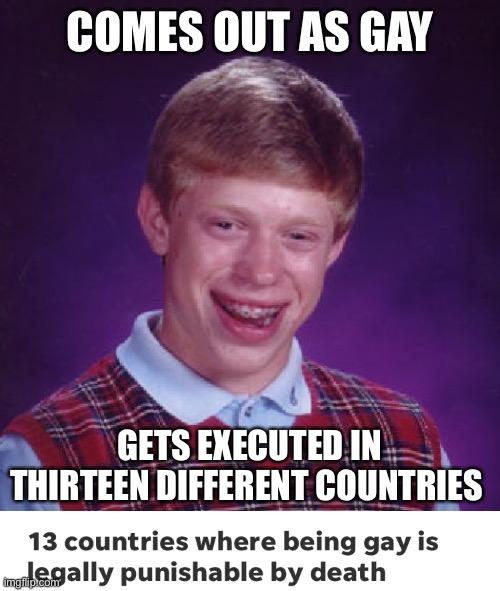 COMES OUT AS GAY
GETS EXECUTED IN
THIRTEEN DIFFERENT COUNTRIES
13 countries where being gay is
legally punishable by death
imgflip.com